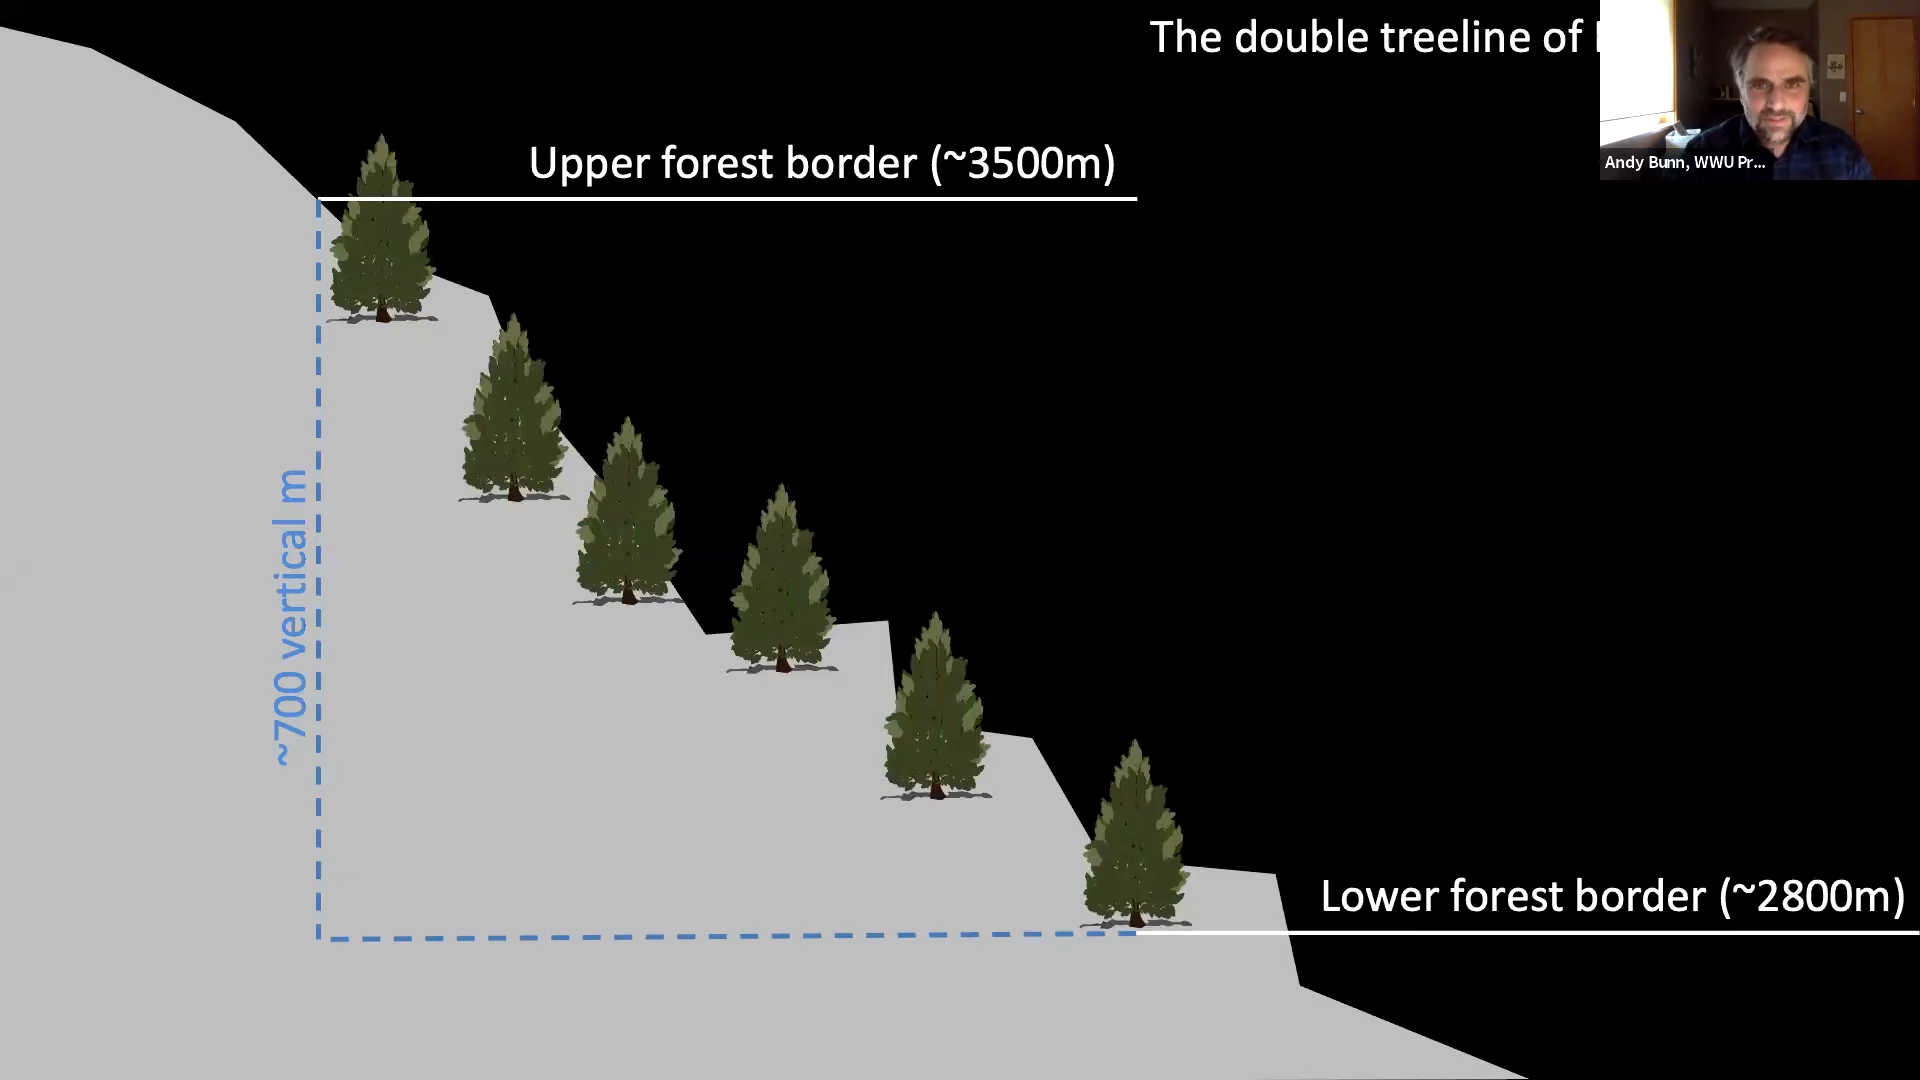 The double treeline of
Andy Bunn, WWU Pr...
Upper forest border (~3500m)
~700 vertical m
Lower forest border (~2800m)